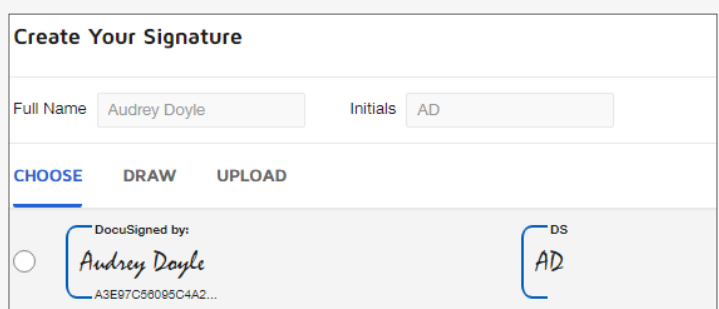 Create Your Signature
Full Name Audrey Doyle Initials AD
CHOOSE DRAW UPLOAD
DocuSigned by: DS
Audrey Doyle AD
A3E97C56095C4A2...